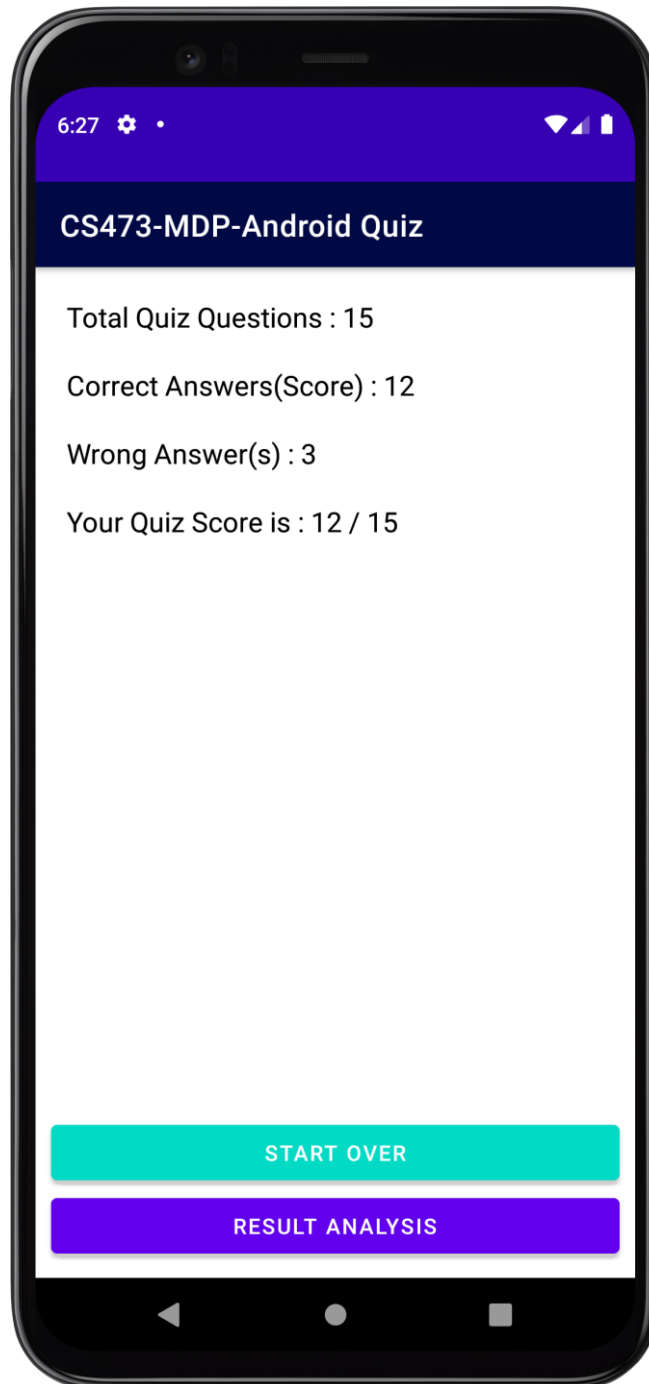 6:27
CS473-MDP-Android Quiz
Total Quiz Questions : 15
Correct Answers(Score) : 12
Wrong Answer(s) : 3
Your Quiz Score is : 12 / 15
START OVER
RESULT ANALYSIS